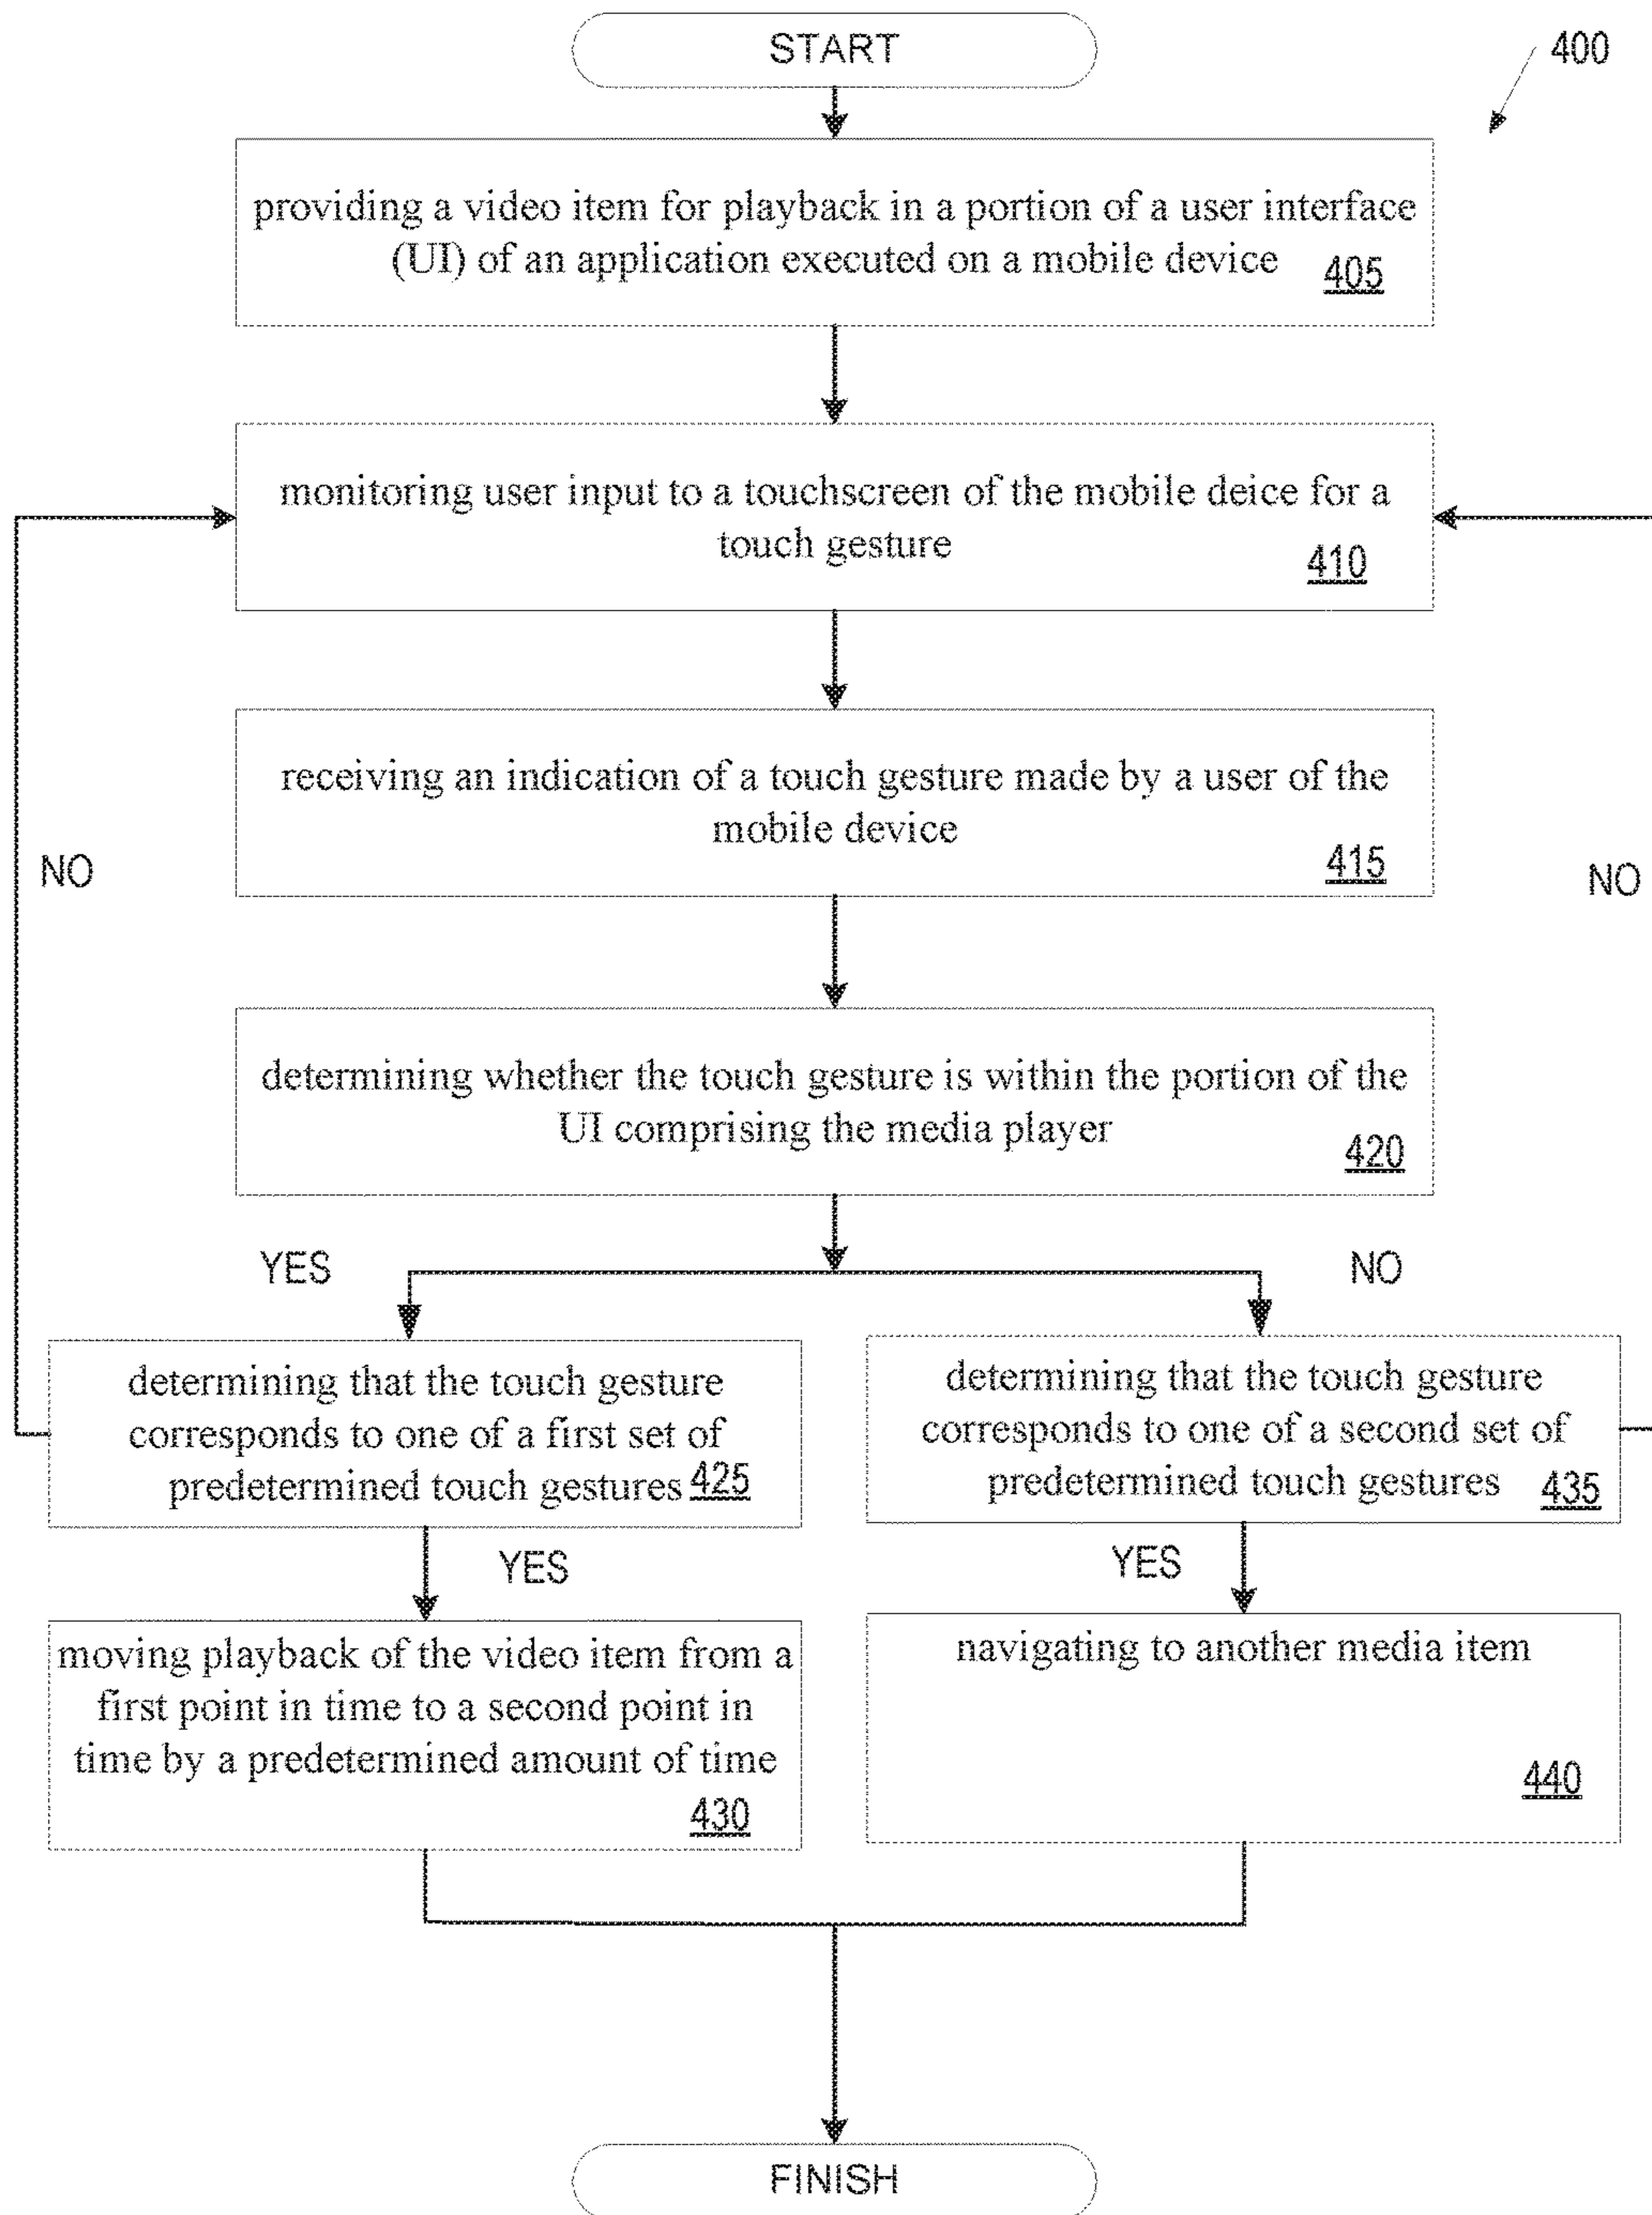 START
400
providing a video item for playback in a portion of a user interface
(UI) of an application executed on a mobile device
405
monitoring user input to a touchscreen of the mobile deice for a
touch gesture
410
receiving an indication of a touch gesture made by a user of the
mobile device
415
NO
NO
determining whether the touch gesture is within the portion of the
UI comprising the media player
420
YES
NO
determining that the touch gesture
corresponds to one of a first set of
predetermined touch gestures 425
determining that the touch gesture
corresponds to one of a second set of
predetermined touch gestures 435
YES
YES
moving playback of the video item from a
first point in time to a second point in
time by a predetermined amount of time
430
navigating to another media item
440
FINISH